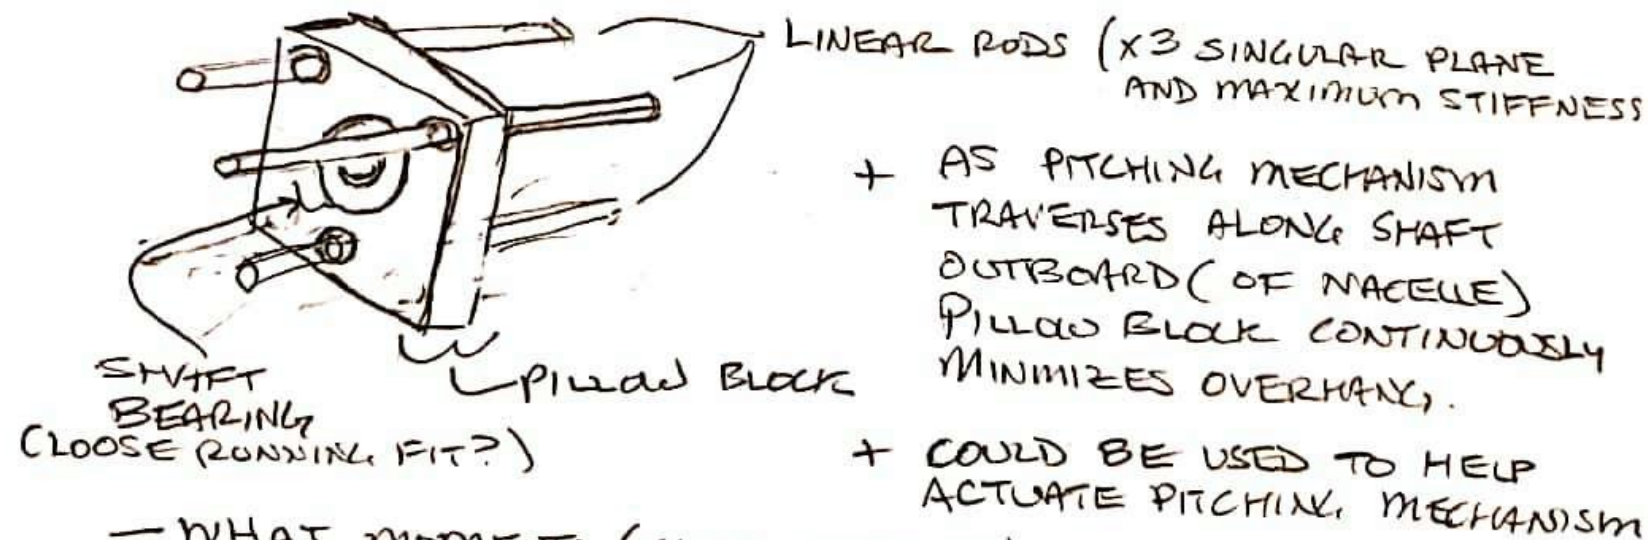 LINEAR RODS (x3 SINGULAR PLANE
AND MAXIMUM STIFFNESS
+ AS PITCHING MECHANISM
TRAVERSES ALONG SHAFT
OUTBOARD (OF NACELLE)
PILLOW BLOCK CONTINUOUSLY
MINIMIZES OVERHANG.
+ COULD BE USED TO HELP
ACTUATE PITCHING MECHANISM
PILLOW BLOCK
SHAFT
BEARING
(LOOSE RUNNING FIT?)
- WHAT